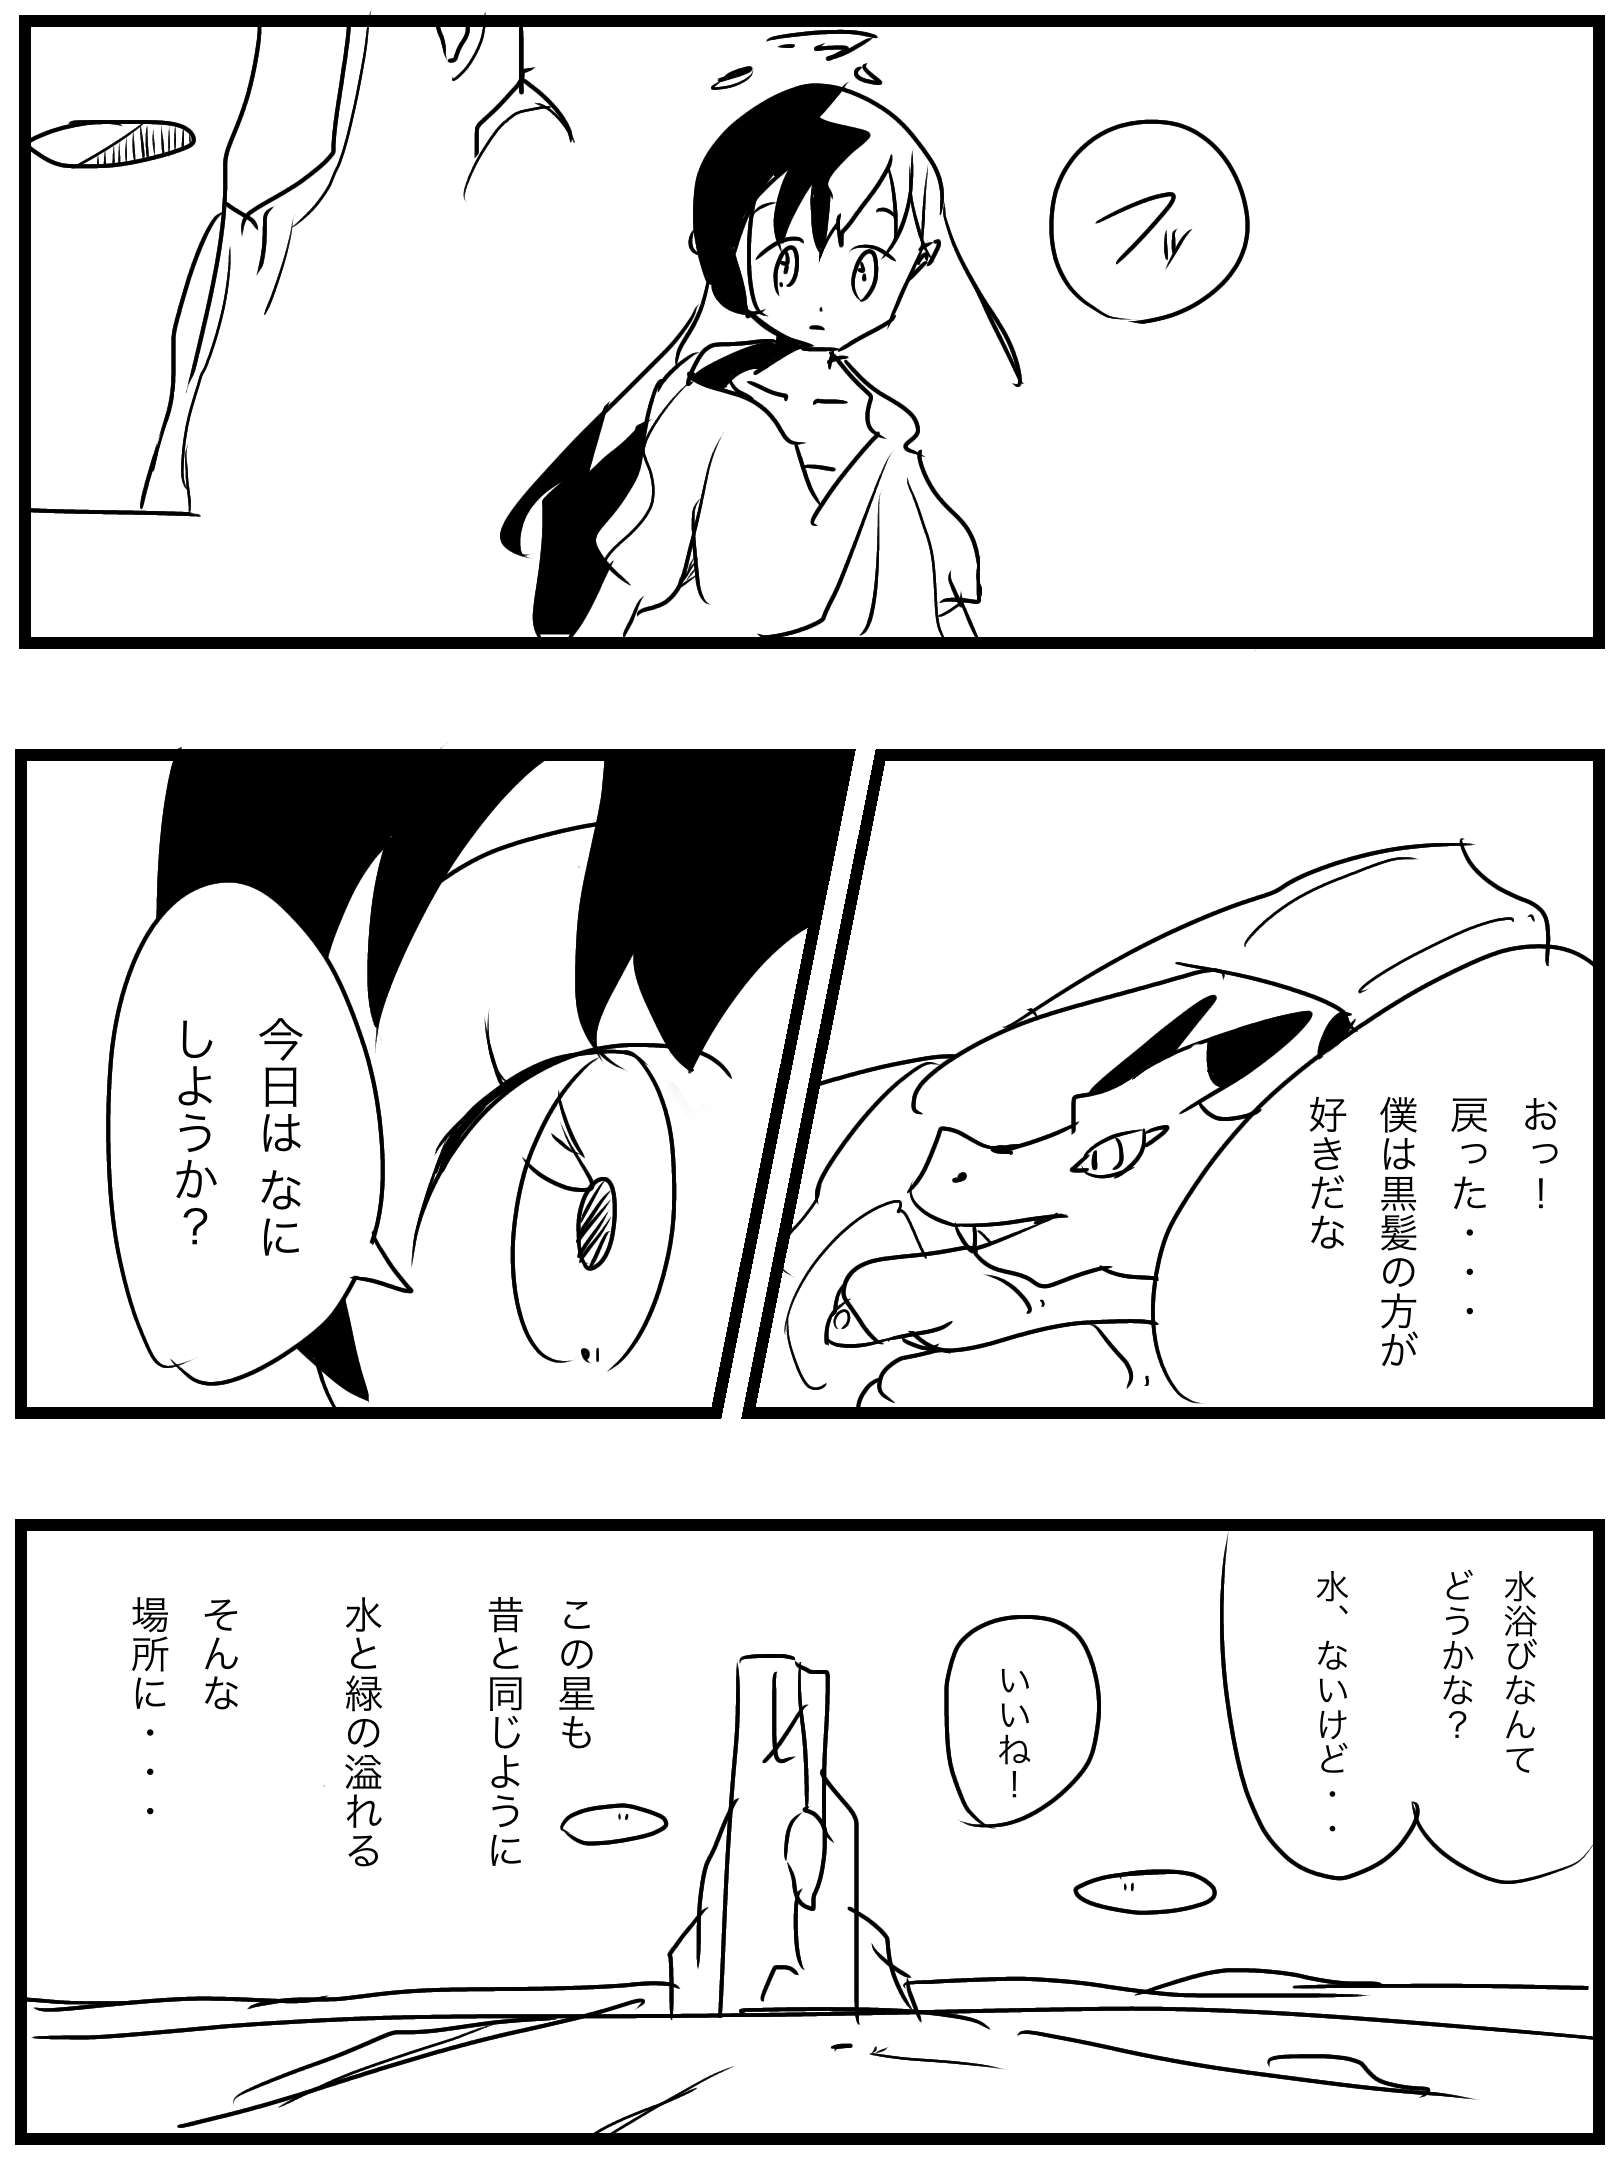 フッ
おっ！
戻った・・・
僕は黒髪の方が
好きだな
今日は なに
しようか？
水浴びなんて
どうかな？
水、ないけど・・
いいね！
この星も
昔と同じように
水と緑の溢れる
そんな
場所に・・・